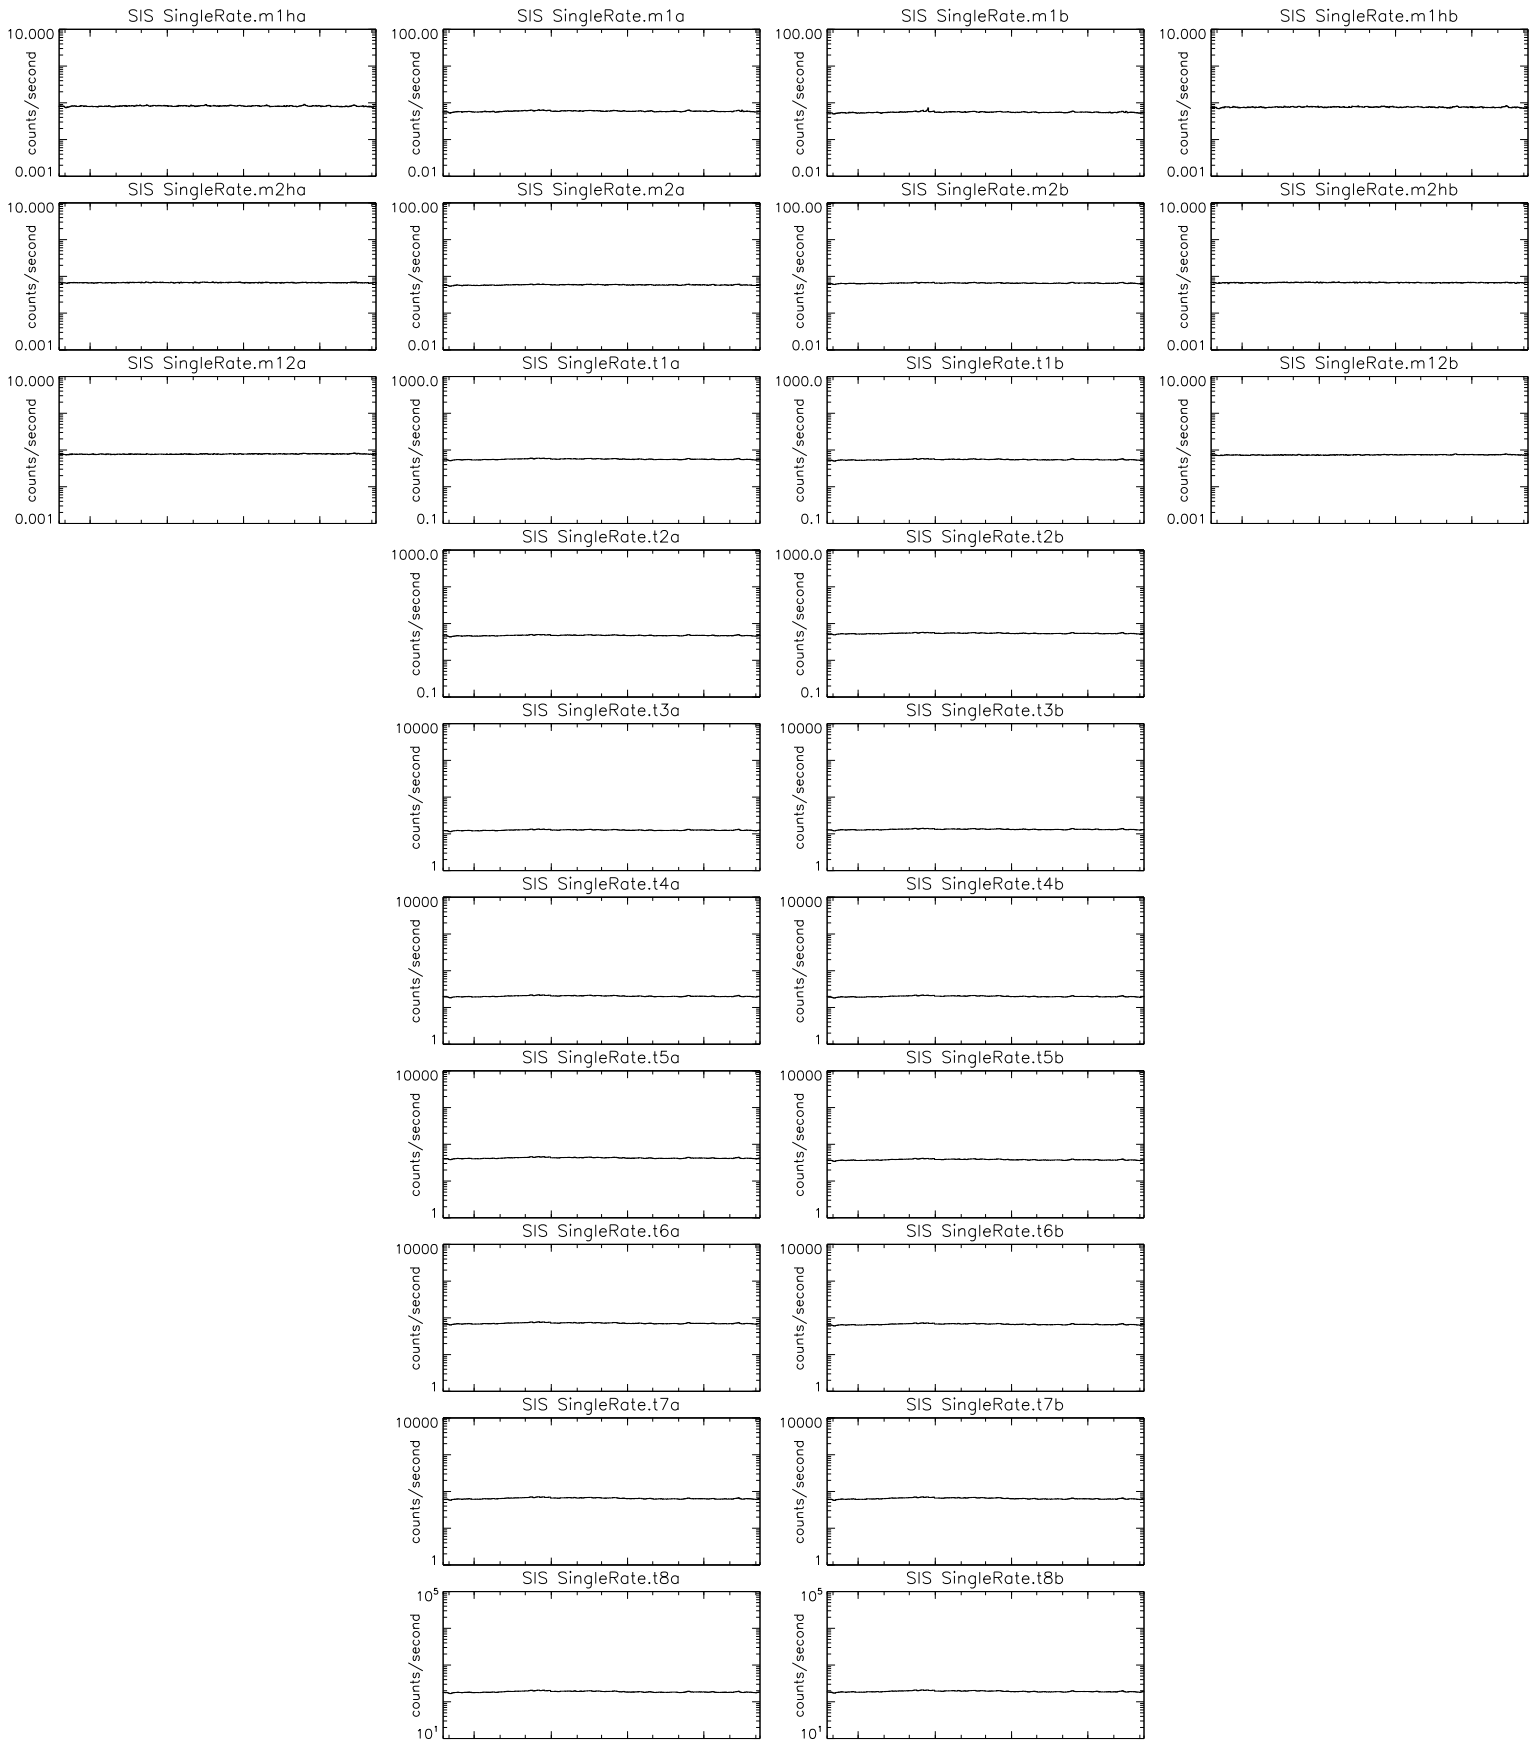 SIS SingleRate.m1ha SIS SingleRate.m1a SIS SingleRate.m1b SIS SingleRate.m1hb
10.000 100.00 100.00 10.000
counts/second counts/second counts/second counts/second
0.001 0.01 0.01 0.001
SIS SingleRate.m2ha SIS SingleRate.m2a SIS SingleRate.m2b SIS SingleRate.m2hb
10.000 100.00 100.00 10.000
counts/second counts/second counts/second counts/second
0.001 0.01 0.01 0.001
SIS SingleRate.m12a SIS SingleRate.t1a SIS SingleRate.t1b SIS SingleRate.m12b
10.000 1000.0 1000.0 10.000
counts/second counts/second counts/second counts/second
0.001 0.1 0.1 0.001
SIS SingleRate.t2a SIS SingleRate.t2b
1000.0 1000.0
counts/second counts/second
0.1 0.1
SIS SingleRate.t3a SIS SingleRate.t3b
10000 10000
counts/second counts/second
1 1
SIS SingleRate.t4a SIS SingleRate.t4b
10000 10000
counts/second counts/second
1 1
SIS SingleRate.t5a SIS SingleRate.t5b
10000 10000
counts/second counts/second
1 1
SIS SingleRate.t6a SIS SingleRate.t6b
10000 10000
counts/second counts/second
1 1
SIS SingleRate.t7a SIS SingleRate.t7b
10000 10000
counts/second counts/second
1 1
SIS SingleRate.t8a SIS SingleRate.t8b
10⁵ 10⁵
counts/second counts/second
10¹ 10¹